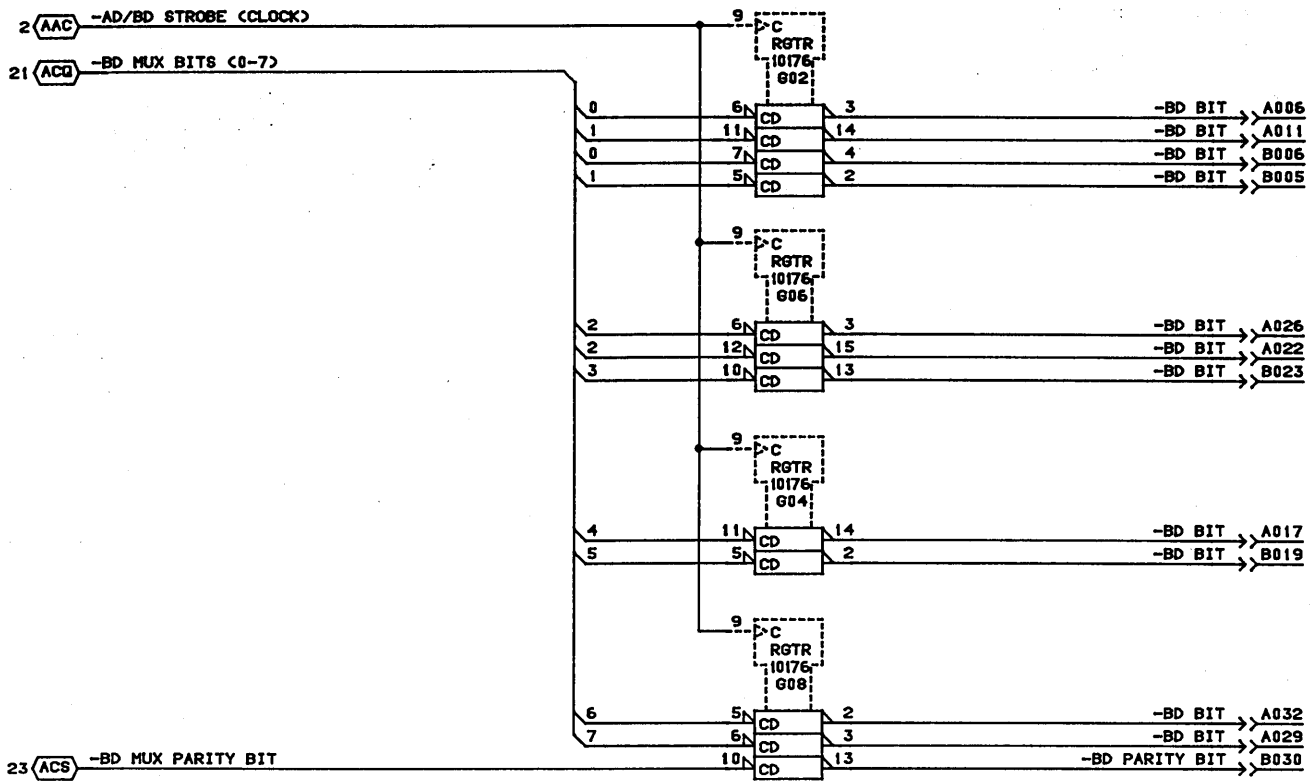 2 AAC -AD/BD STROBE (CLOCK)
9 C
RGTR
10176
G02
21 ACQ -BD MUX BITS (0-7)
0 6 CD 3 -BD BIT A006
1 11 CD 14 -BD BIT A011
0 7 CD 4 -BD BIT B006
1 5 CD 2 -BD BIT B005
9 C
RGTR
10176
G06
2 6 CD 3 -BD BIT A026
2 12 CD 15 -BD BIT A022
3 10 CD 13 -BD BIT B023
9 C
RGTR
10176
G04
4 11 CD 14 -BD BIT A017
5 5 CD 2 -BD BIT B019
9 C
RGTR
10176
G08
6 5 CD 2 -BD BIT A032
7 6 CD 3 -BD BIT A029
23 ACS -BD MUX PARITY BIT 10 CD 13 -BD PARITY BIT B030